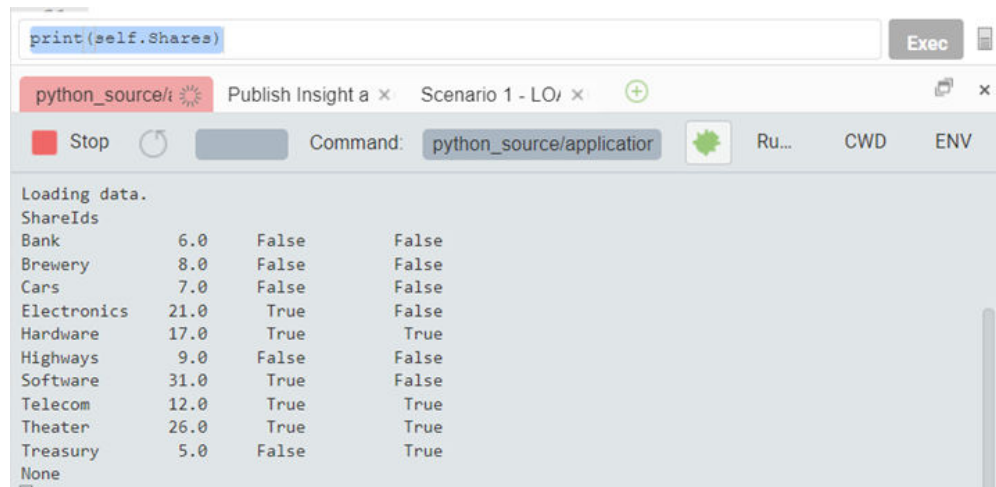 print(self.Shares)
Exec
python_source/a Publish Insight a × Scenario 1 - LOA ×
Stop Command: python_source/application Ru... CWD ENV
Loading data.
ShareIds
Bank 6.0 False False
Brewery 8.0 False False
Cars 7.0 False False
Electronics 21.0 True False
Hardware 17.0 True True
Highways 9.0 False False
Software 31.0 True False
Telecom 12.0 True True
Theater 26.0 True True
Treasury 5.0 False True
None